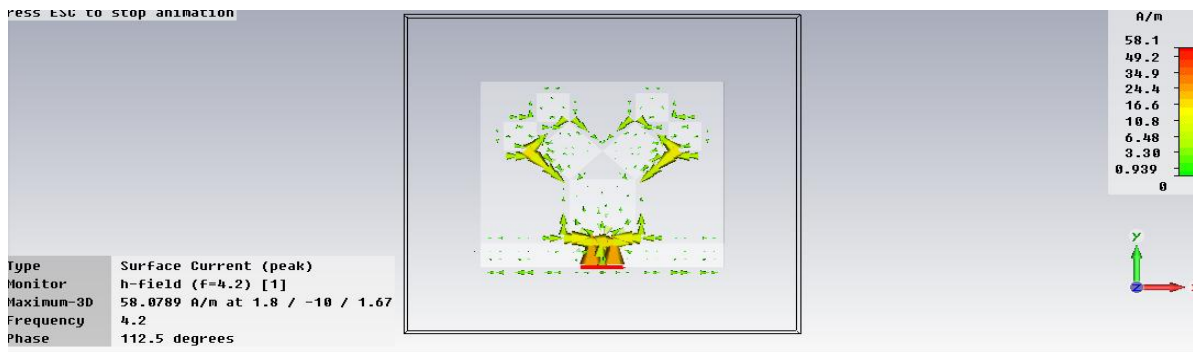 ress ESC to stop animation
A/m
58.1
49.2
34.9
24.4
16.6
10.8
6.48
3.30
0.939
0
Y
Z
Type Surface Current (peak)
Monitor h-field (f=4.2) [1]
Maximum-3D 58.0789 A/m at 1.8 / -10 / 1.67
Frequency 4.2
Phase 112.5 degrees